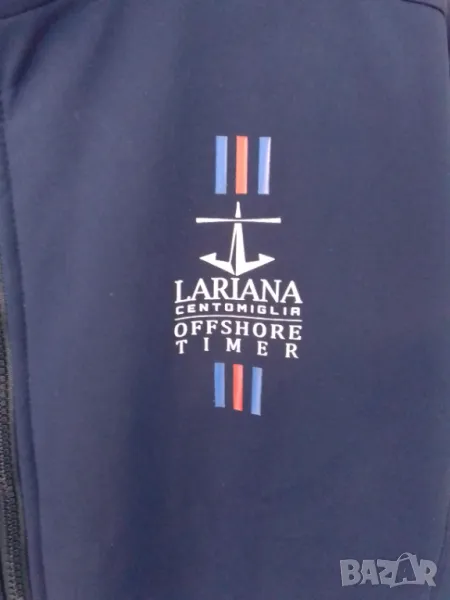 LARIANA
CENTOMIGLIA
OFFSHORE
TIMER
BAZAR